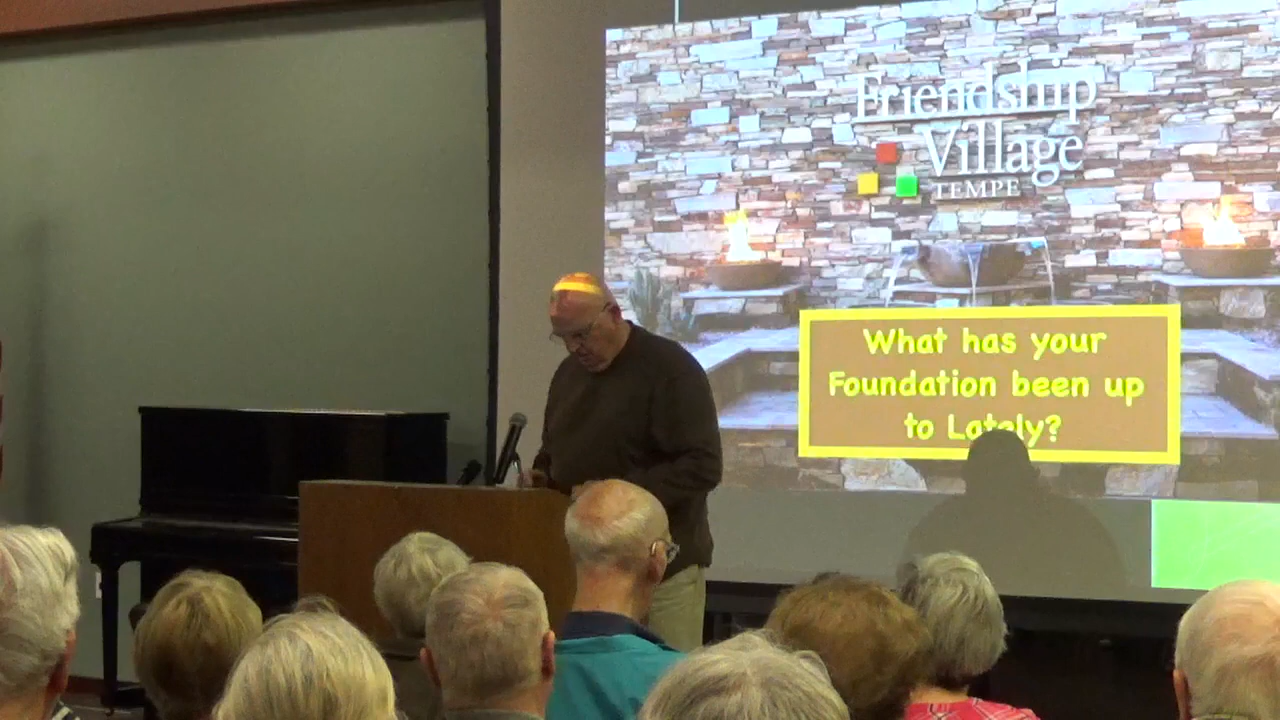 Friendship
Village
TEMPE
What has your
Foundation been up
to Lately?